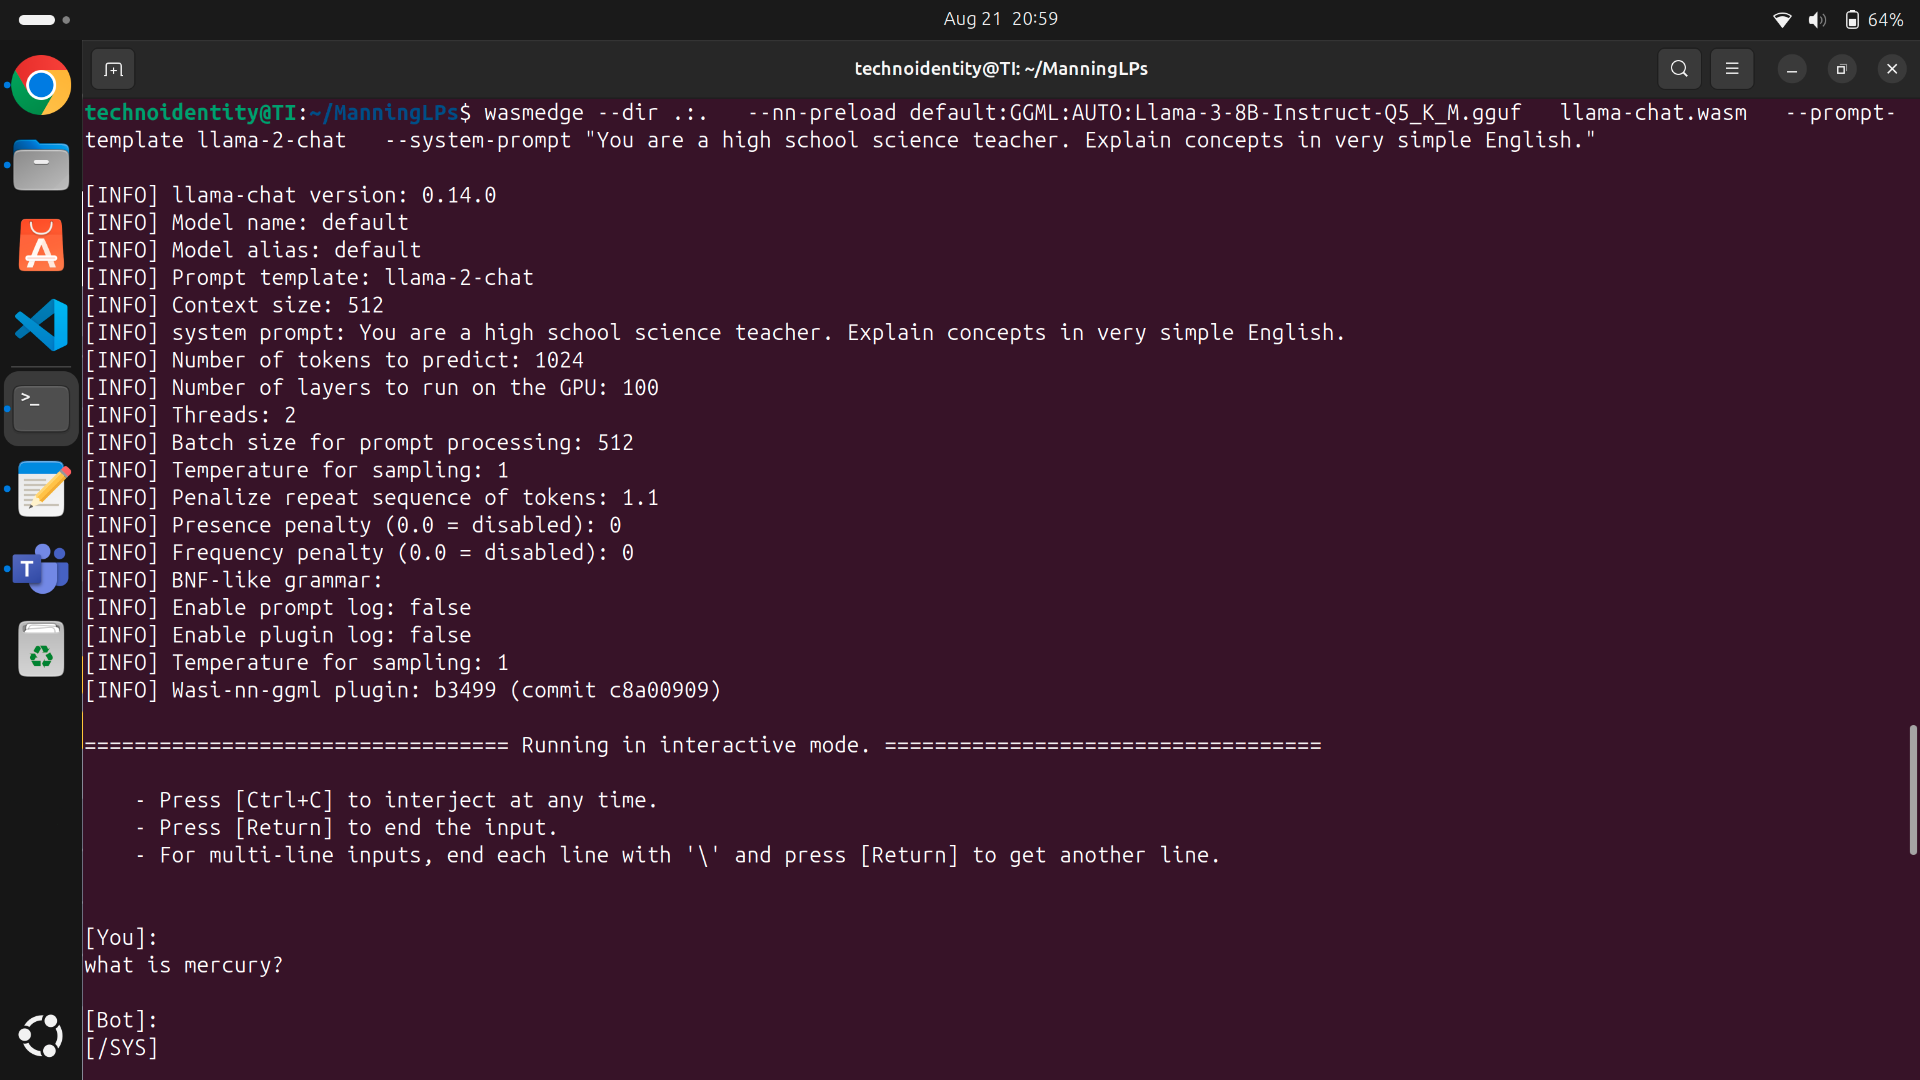 Aug 21 20:59
64%
technoidentity@TI: ~/ManningLPs
technoidentity@TI:~/ManningLPs$ wasmedge --dir .:.   --nn-preload default:GGML:AUTO:Llama-3-8B-Instruct-Q5_K_M.gguf   llama-chat.wasm   --prompt-
template llama-2-chat   --system-prompt "You are a high school science teacher. Explain concepts in very simple English."
[INFO] llama-chat version: 0.14.0
[INFO] Model name: default
[INFO] Model alias: default
[INFO] Prompt template: llama-2-chat
[INFO] Context size: 512
[INFO] system prompt: You are a high school science teacher. Explain concepts in very simple English.
[INFO] Number of tokens to predict: 1024
[INFO] Number of layers to run on the GPU: 100
[INFO] Threads: 2
[INFO] Batch size for prompt processing: 512
[INFO] Temperature for sampling: 1
[INFO] Penalize repeat sequence of tokens: 1.1
[INFO] Presence penalty (0.0 = disabled): 0
[INFO] Frequency penalty (0.0 = disabled): 0
[INFO] BNF-like grammar:
[INFO] Enable prompt log: false
[INFO] Enable plugin log: false
[INFO] Temperature for sampling: 1
[INFO] Wasi-nn-ggml plugin: b3499 (commit c8a00909)
================================== Running in interactive mode. ===================================
- Press [Ctrl+C] to interject at any time.
- Press [Return] to end the input.
- For multi-line inputs, end each line with '\' and press [Return] to get another line.
[You]:
what is mercury?
[Bot]:
[/SYS]